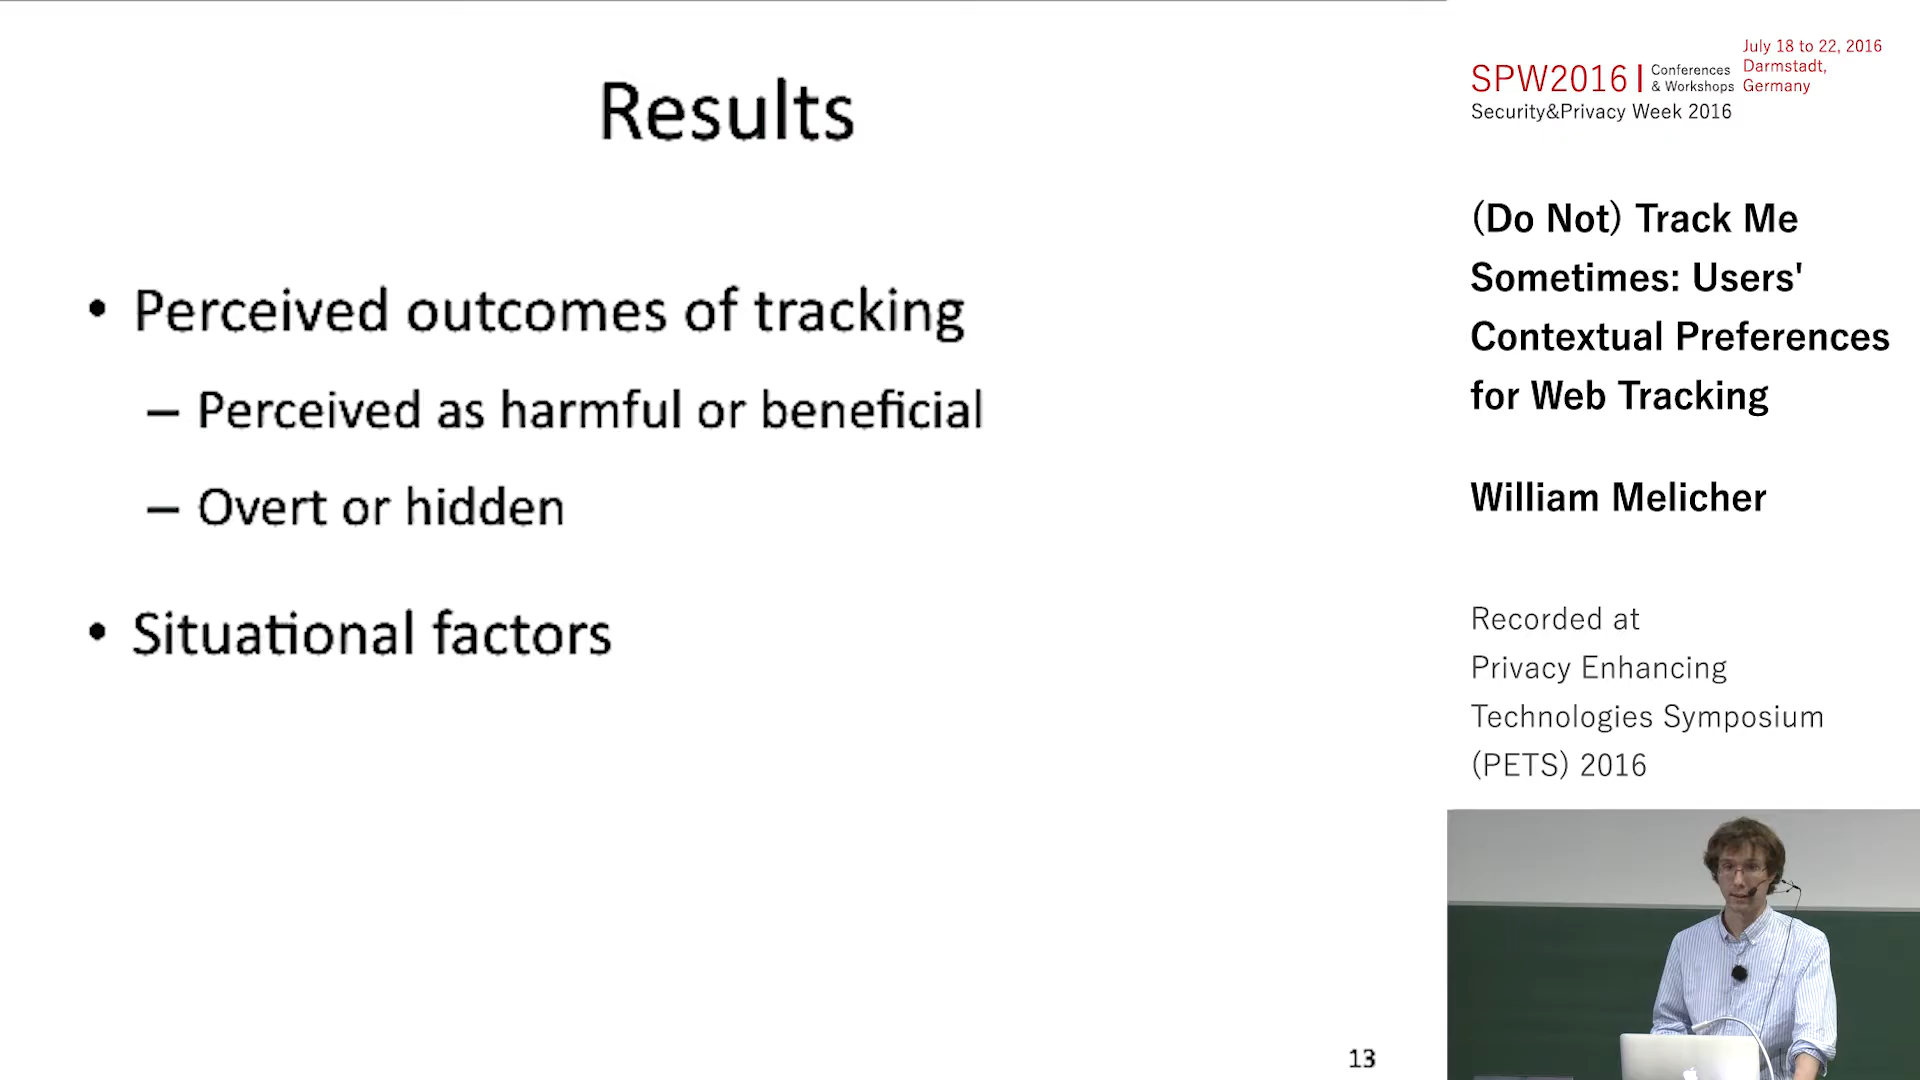 Results
• Perceived outcomes of tracking
– Perceived as harmful or beneficial
– Overt or hidden
• Situational factors
13
SPW2016 | Conferences & Workshops
July 18 to 22, 2016
Darmstadt,
Germany
Security&Privacy Week 2016
(Do Not) Track Me
Sometimes: Users'
Contextual Preferences
for Web Tracking
William Melicher
Recorded at
Privacy Enhancing
Technologies Symposium
(PETS) 2016